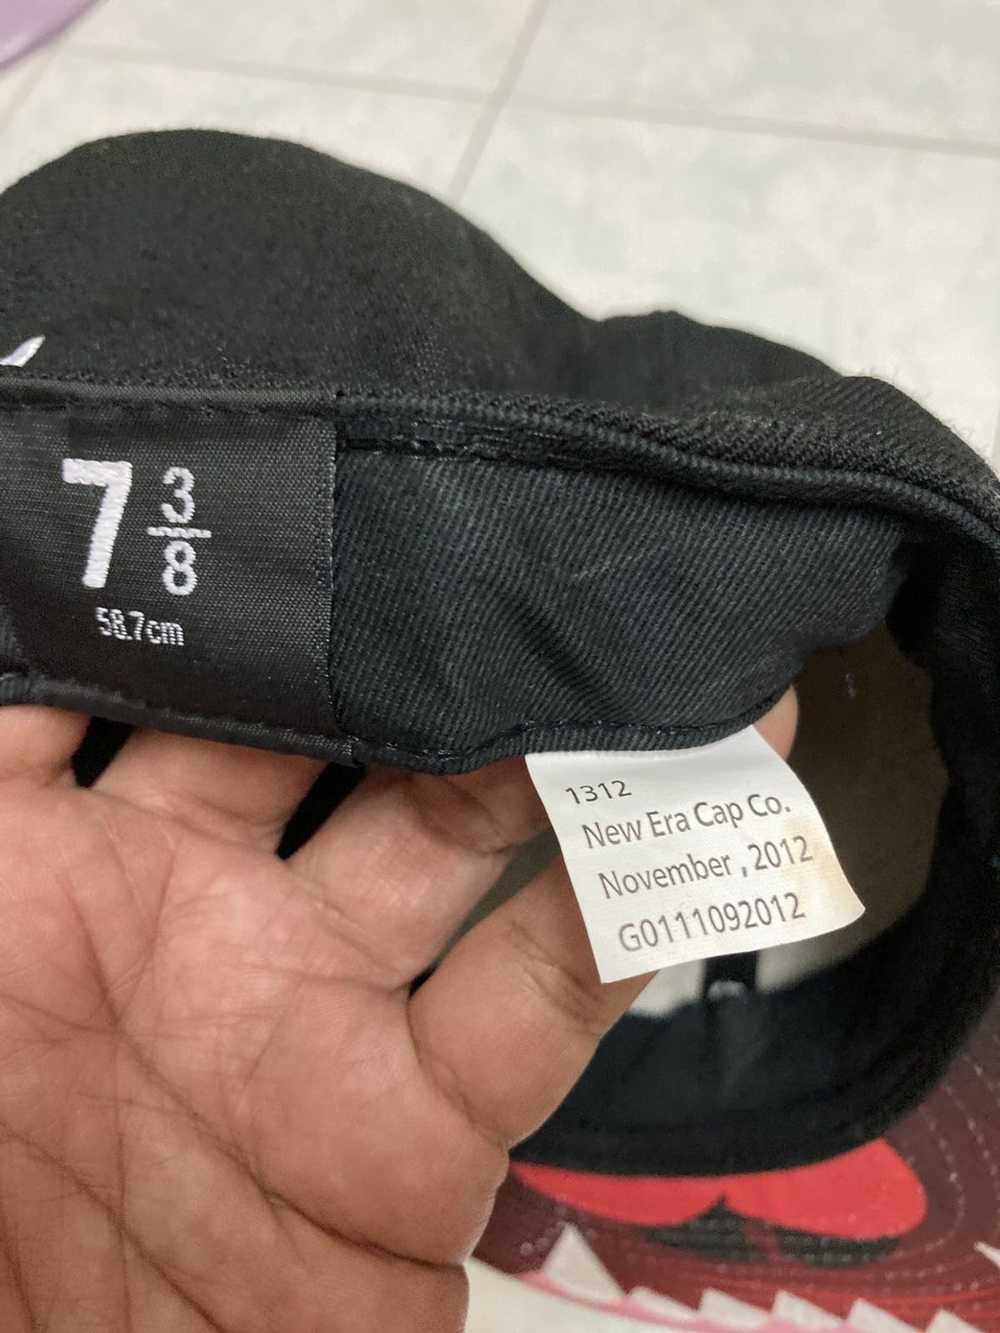 7 3/8
58.7cm
1312
New Era Cap Co.
November , 2012
G0111092012